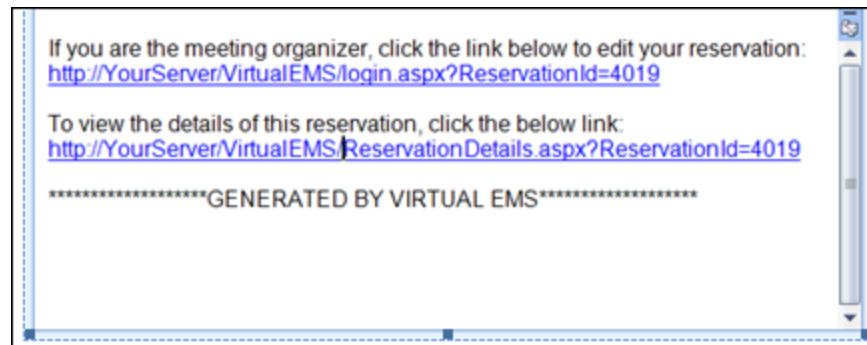 If you are the meeting organizer, click the link below to edit your reservation:
http://YourServer/VirtualEMS/login.aspx?ReservationId=4019
To view the details of this reservation, click the below link:
http://YourServer/VirtualEMS/ReservationDetails.aspx?ReservationId=4019
*******************GENERATED BY VIRTUAL EMS*******************